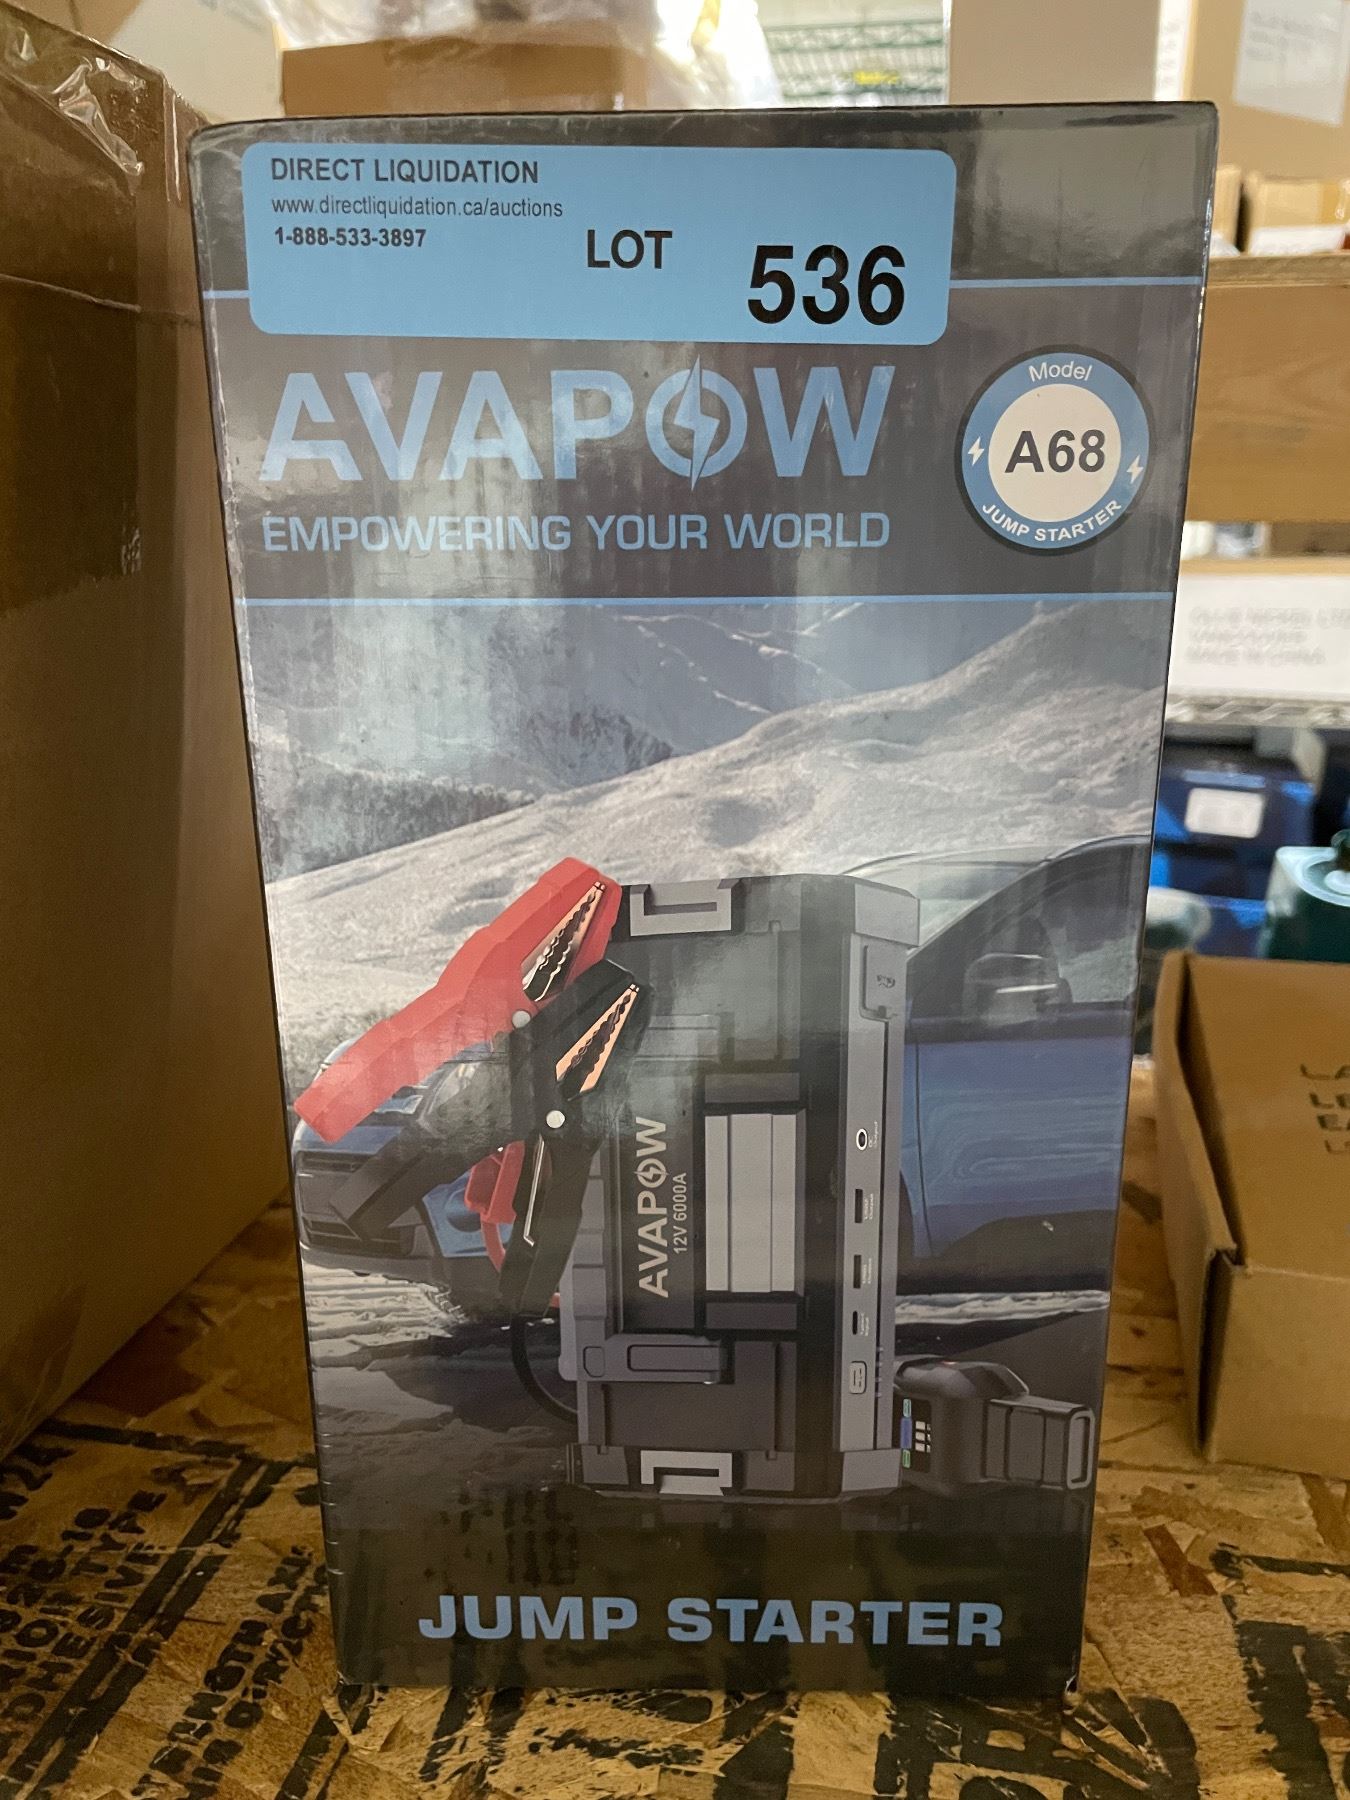 DIRECT LIQUIDATION
www.directliquidation.ca/auctions
1-888-533-3897
LOT 536
AVAPOW
EMPOWERING YOUR WORLD
Model
A68
JUMP STARTER
AVAPOW
12V 6000A
JUMP STARTER